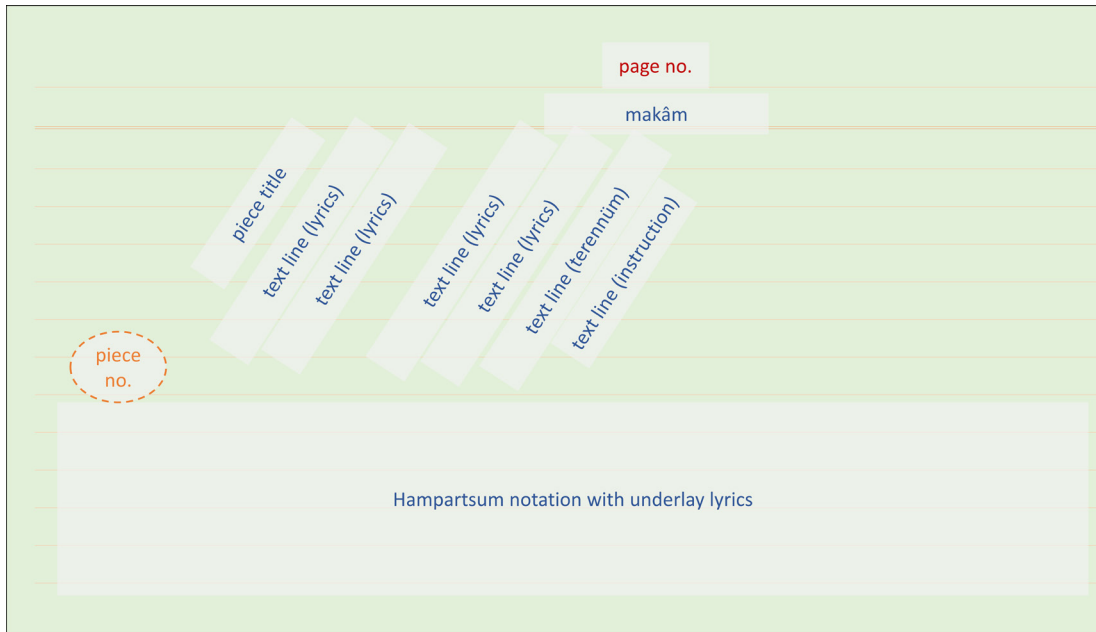 page no.
makâm
piece title
text line (lyrics)
text line (lyrics)
text line (lyrics)
text line (lyrics)
text line (terennüm)
text line (instruction)
piece
no.
Hampartsum notation with underlay lyrics